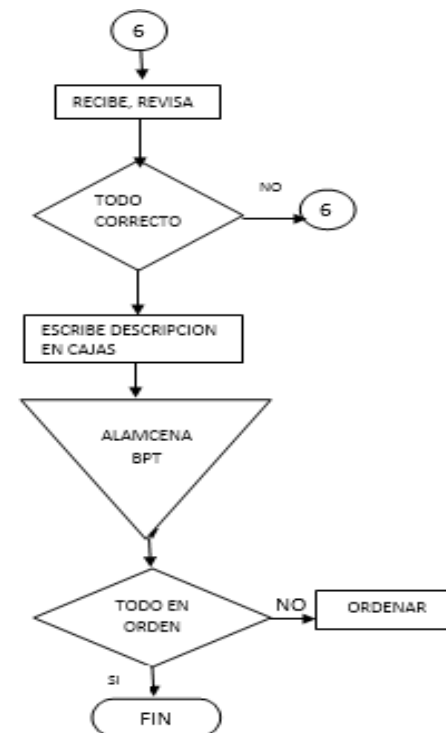 6
RECIBE, REVISA
TODO
CORRECTO
NO
6
ESCRIBE DESCRIPCION
EN CAJAS
ALAMCENA
BPT
TODO EN
ORDEN
NO
ORDENAR
SI
FIN